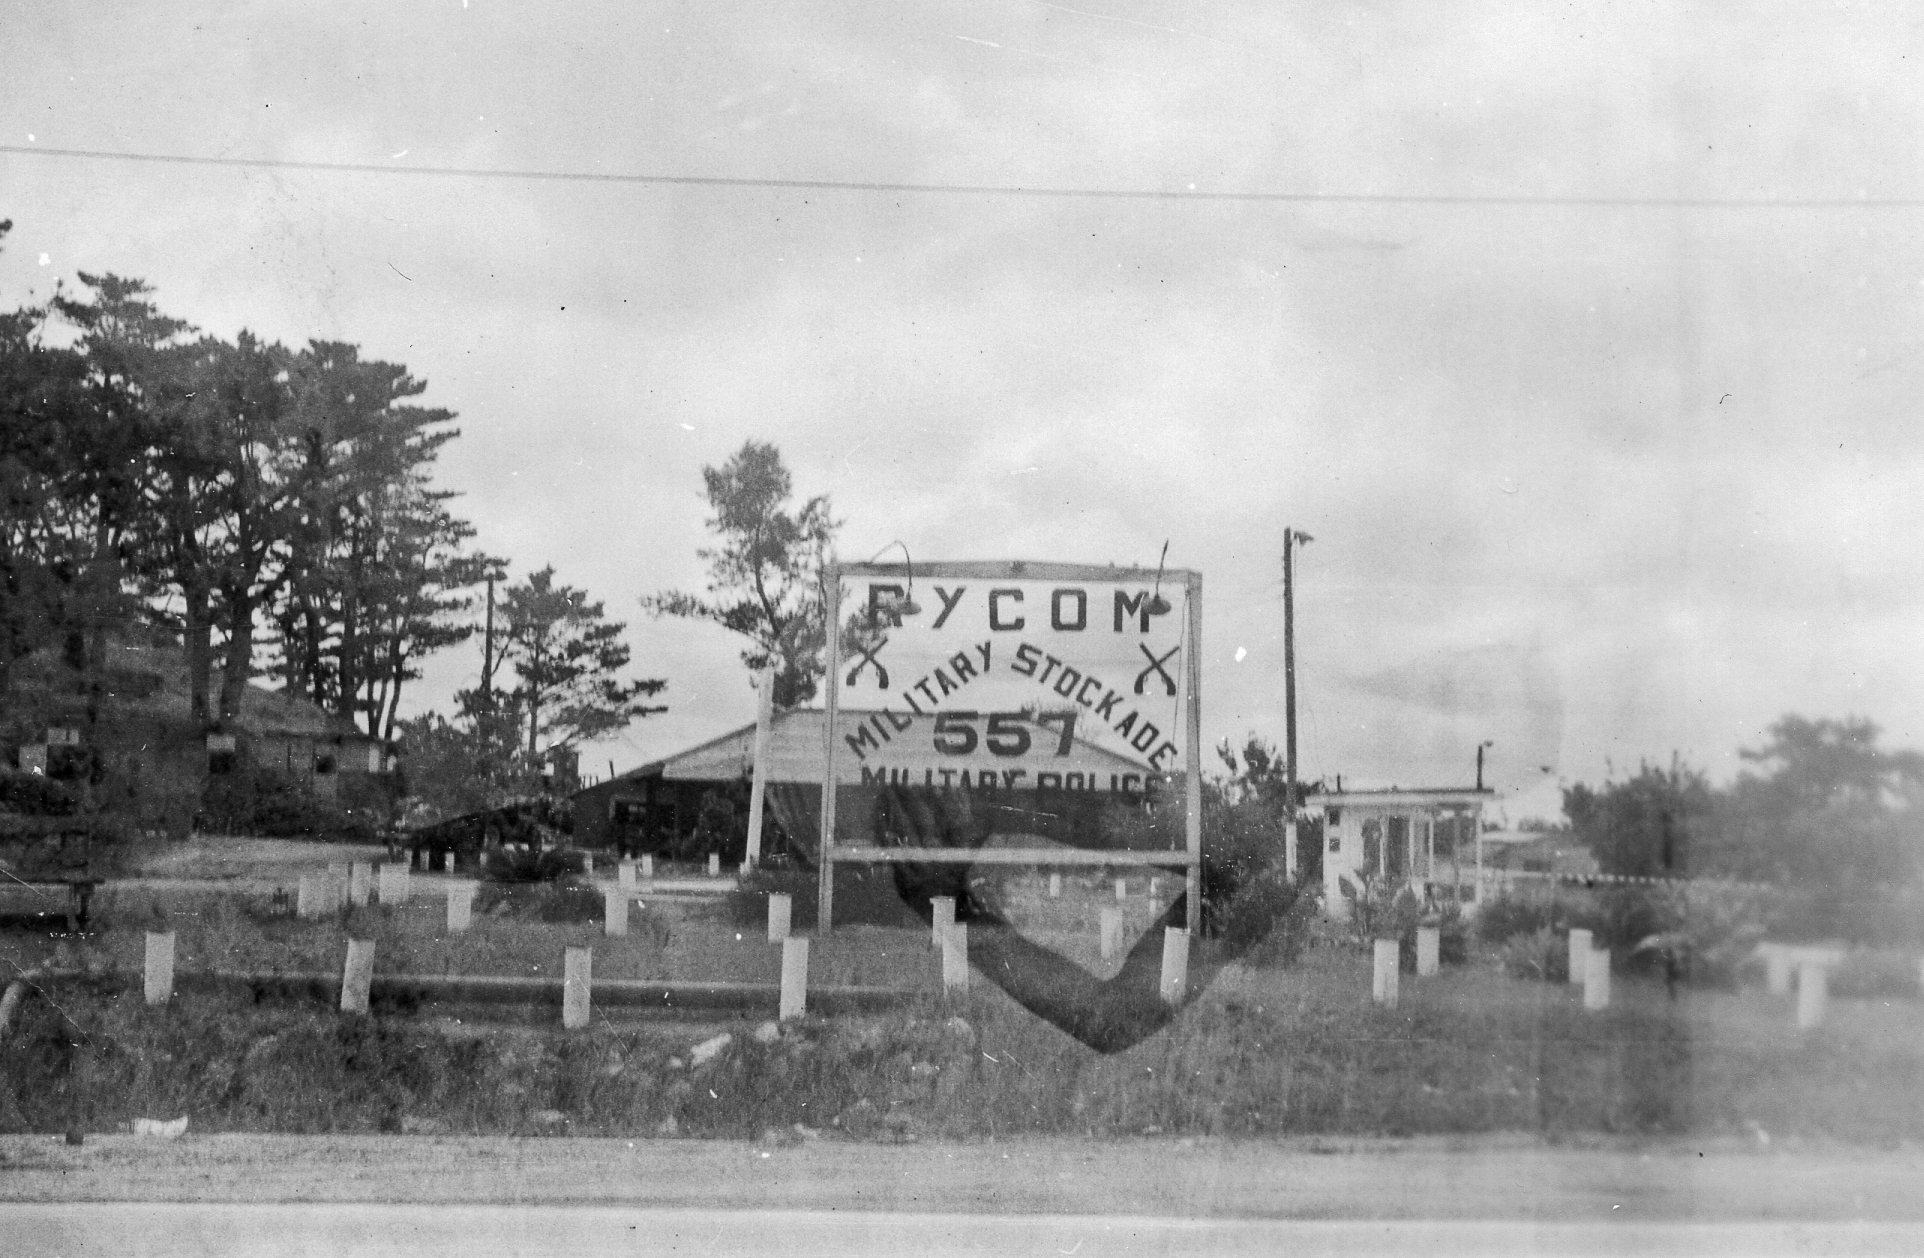 RYCOM
MILITARY STOCKADE
557
MILITARY POLICE